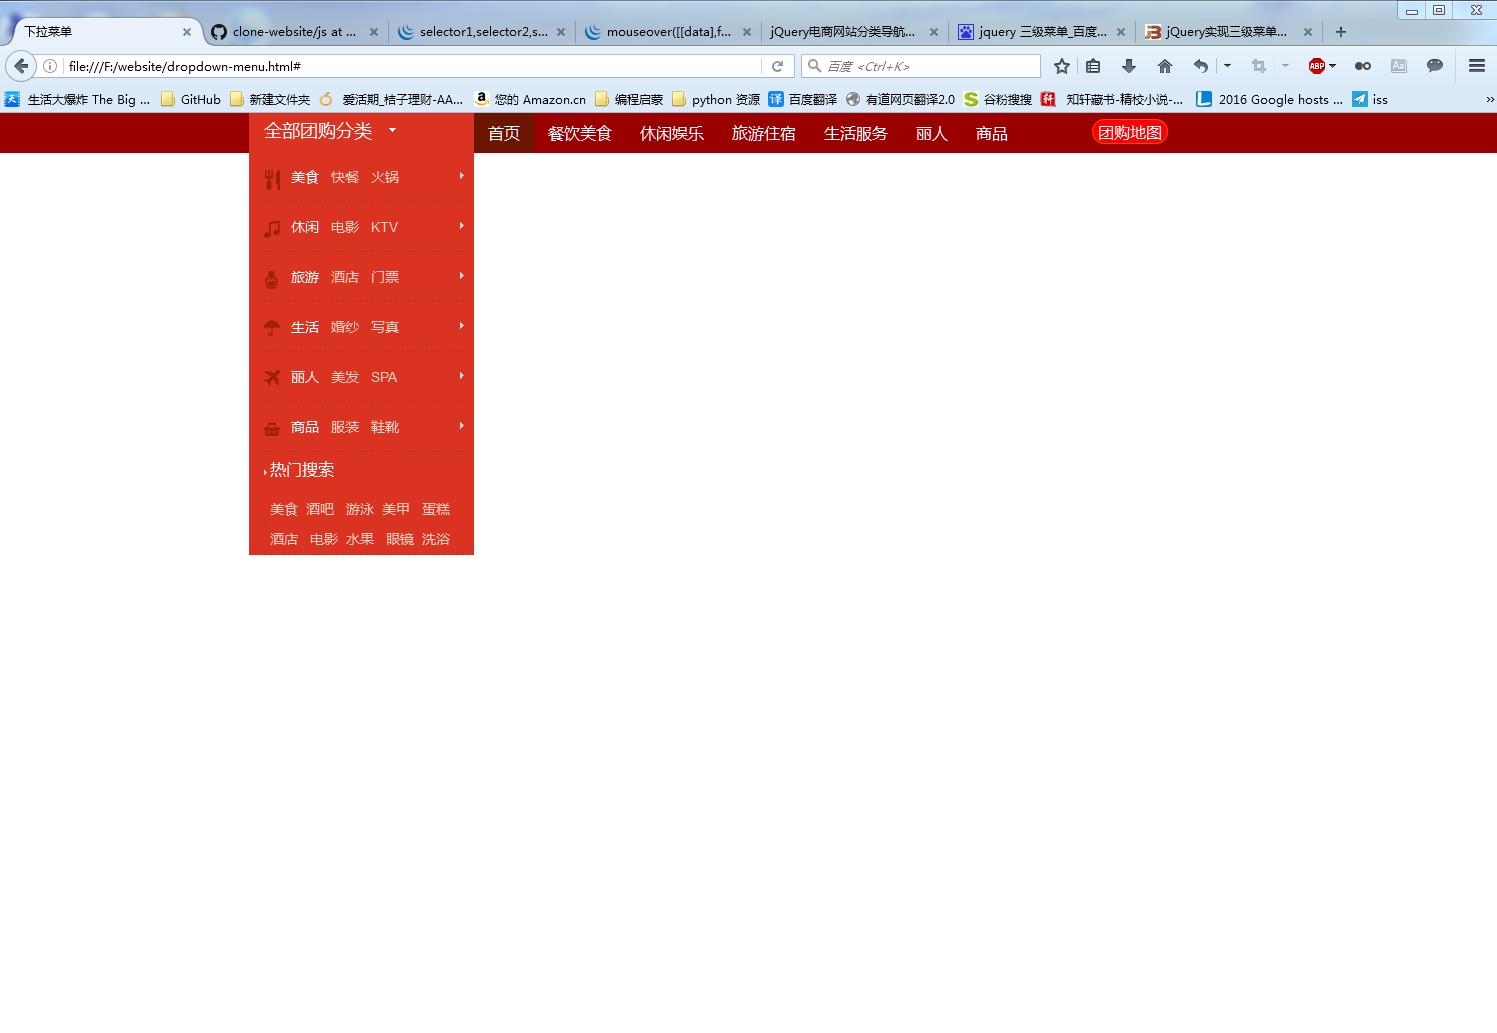 下拉菜单
clone-website/js at ...
selector1,selector2,s...
mouseover([[data],f...
jQuery电商网站分类导航...
jquery 三级菜单_百度...
jQuery实现三级菜单...
file:///F:/website/dropdown-menu.html#
百度 <Ctrl+K>
ABP
生活大爆炸 The Big ...
GitHub
新建文件夹
爱活期_桔子理财-AA...
您的 Amazon.cn
编程启蒙
python 资源
译 百度翻译
有道网页翻译2.0
谷粉搜搜
知轩藏书-精校小说-...
2016 Google hosts ...
iss
全部团购分类 首页 餐饮美食 休闲娱乐 旅游住宿 生活服务 丽人 商品 团购地图
美食 快餐 火锅
休闲 电影 KTV
旅游 酒店 门票
生活 婚纱 写真
丽人 美发 SPA
商品 服装 鞋靴
热门搜索
美食 酒吧 游泳 美甲 蛋糕
酒店 电影 水果 眼镜 洗浴